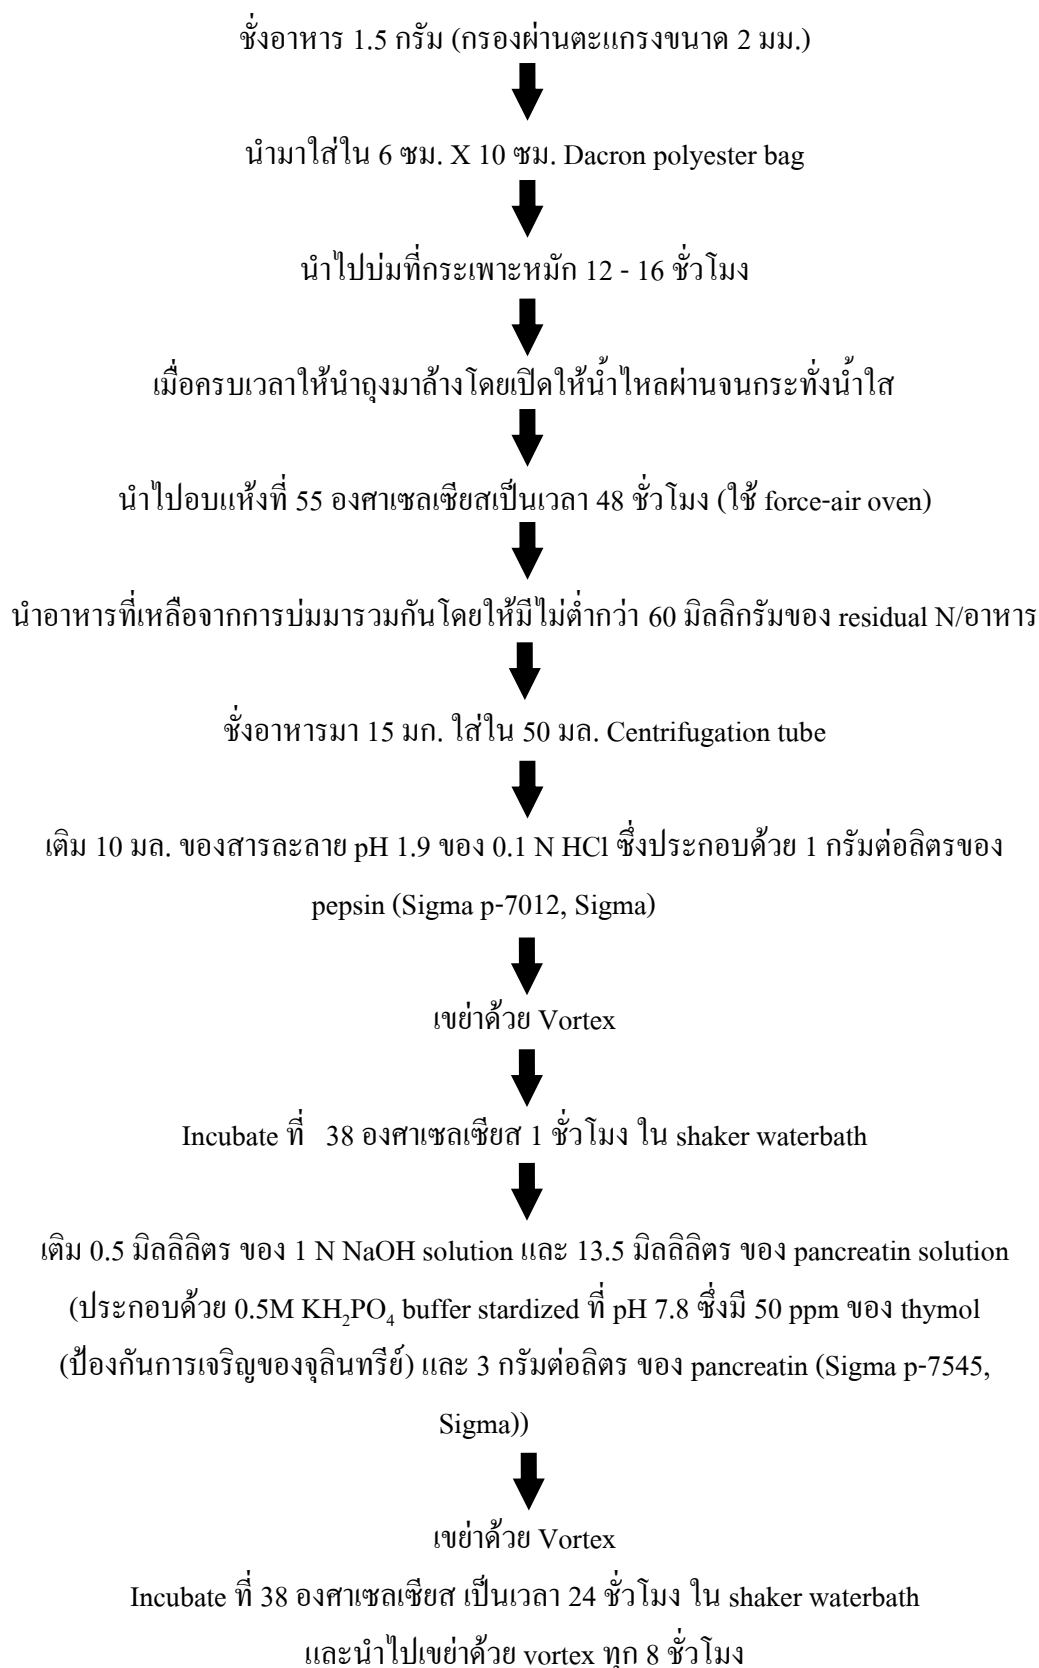 ชั่งอาหาร 1.5 กรัม (กรองผ่านตะแกรงขนาด 2 มม.)
นำมาใส่ใน 6 ซม. X 10 ซม. Dacron polyester bag
นำไปบ่มที่กระเพาะหมัก 12 - 16 ชั่วโมง
เมื่อครบเวลาให้นำถุงมาล้างโดยเปิดให้น้ำไหลผ่านจนกระทั่งน้ำใส
นำไปอบแห้งที่ 55 องศาเซลเซียสเป็นเวลา 48 ชั่วโมง (ใช้ force-air oven)
นำอาหารที่เหลือจากการบ่มมารวมกันโดยให้มีไม่ต่ำกว่า 60 มิลลิกรัมของ residual N/อาหาร
ชั่งอาหารมา 15 มก. ใส่ใน 50 มล. Centrifugation tube
เติม 10 มล. ของสารละลาย pH 1.9 ของ 0.1 N HCl ซึ่งประกอบด้วย 1 กรัมต่อลิตรของ
pepsin (Sigma p-7012, Sigma)
เขย่าด้วย Vortex
Incubate ที่ 38 องศาเซลเซียส 1 ชั่วโมง ใน shaker waterbath
เติม 0.5 มิลลิลิตร ของ 1 N NaOH solution และ 13.5 มิลลิลิตร ของ pancreatin solution
(ประกอบด้วย 0.5M KH₂PO₄ buffer stardized ที่ pH 7.8 ซึ่งมี 50 ppm ของ thymol
(ป้องกันการเจริญของจุลินทรีย์) และ 3 กรัมต่อลิตร ของ pancreatin (Sigma p-7545,
Sigma))
เขย่าด้วย Vortex
Incubate ที่ 38 องศาเซลเซียส เป็นเวลา 24 ชั่วโมง ใน shaker waterbath
และนำไปเขย่าด้วย vortex ทุก 8 ชั่วโมง